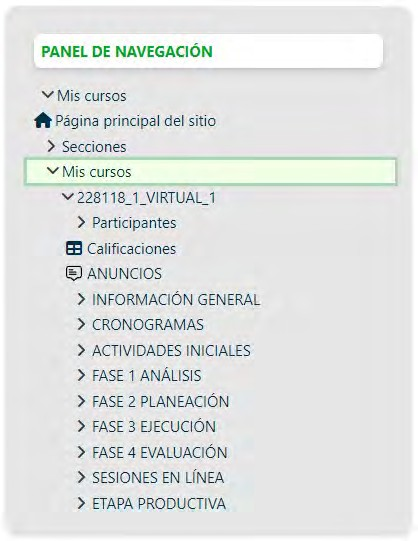 PANEL DE NAVEGACIÓN
Mis cursos
Página principal del sitio
Secciones
Mis cursos
228118_1_VIRTUAL_1
Participantes
Calificaciones
ANUNCIOS
INFORMACIÓN GENERAL
CRONOGRAMAS
ACTIVIDADES INICIALES
FASE 1 ANÁLISIS
FASE 2 PLANEACIÓN
FASE 3 EJECUCIÓN
FASE 4 EVALUACIÓN
SESIONES EN LÍNEA
ETAPA PRODUCTIVA